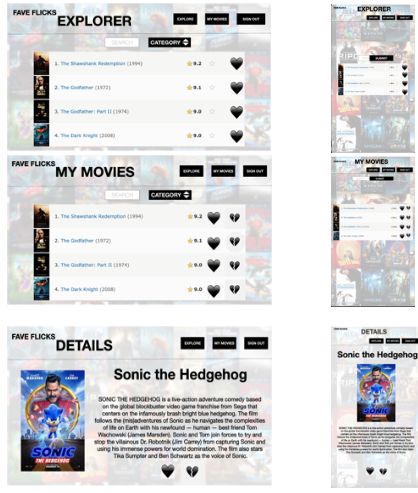 FAVE FLICKS
EXPLORER
EXPLORE
MY MOVIES
SIGN OUT
SEARCH
CATEGORY
1. The Shawshank Redemption (1994)
9.2
2. The Godfather (1972)
9.1
3. The Godfather: Part II (1974)
9.0
4. The Dark Knight (2008)
9.0
EXPLORER
SUBMIT
FAVE FLICKS
MY MOVIES
EXPLORE
MY MOVIES
SIGN OUT
SEARCH
CATEGORY
1. The Shawshank Redemption (1994)
9.2
2. The Godfather (1972)
9.1
3. The Godfather: Part II (1974)
9.0
4. The Dark Knight (2008)
9.0
MY MOVIES
FAVE FLICKS
DETAILS
EXPLORE
MY MOVIES
SIGN OUT
Sonic the Hedgehog
SONIC THE HEDGEHOG is a live-action adventure comedy based
on the global blockbuster video game franchise from Sega that
centers on the infamously brash bright blue hedgehog. The film
follows the (mis)adventures of Sonic as he navigates the complexities
of life on Earth with his newfound — human — best friend Tom
Wachowski (James Marsden). Sonic and Tom join forces to try and
stop the villainous Dr. Robotnik (Jim Carrey) from capturing Sonic and
using his immense powers for world domination. The film also stars
Tika Sumpter and Ben Schwartz as the voice of Sonic.
SONIC
THE HEDGEHOG
DETAILS
Sonic the Hedgehog